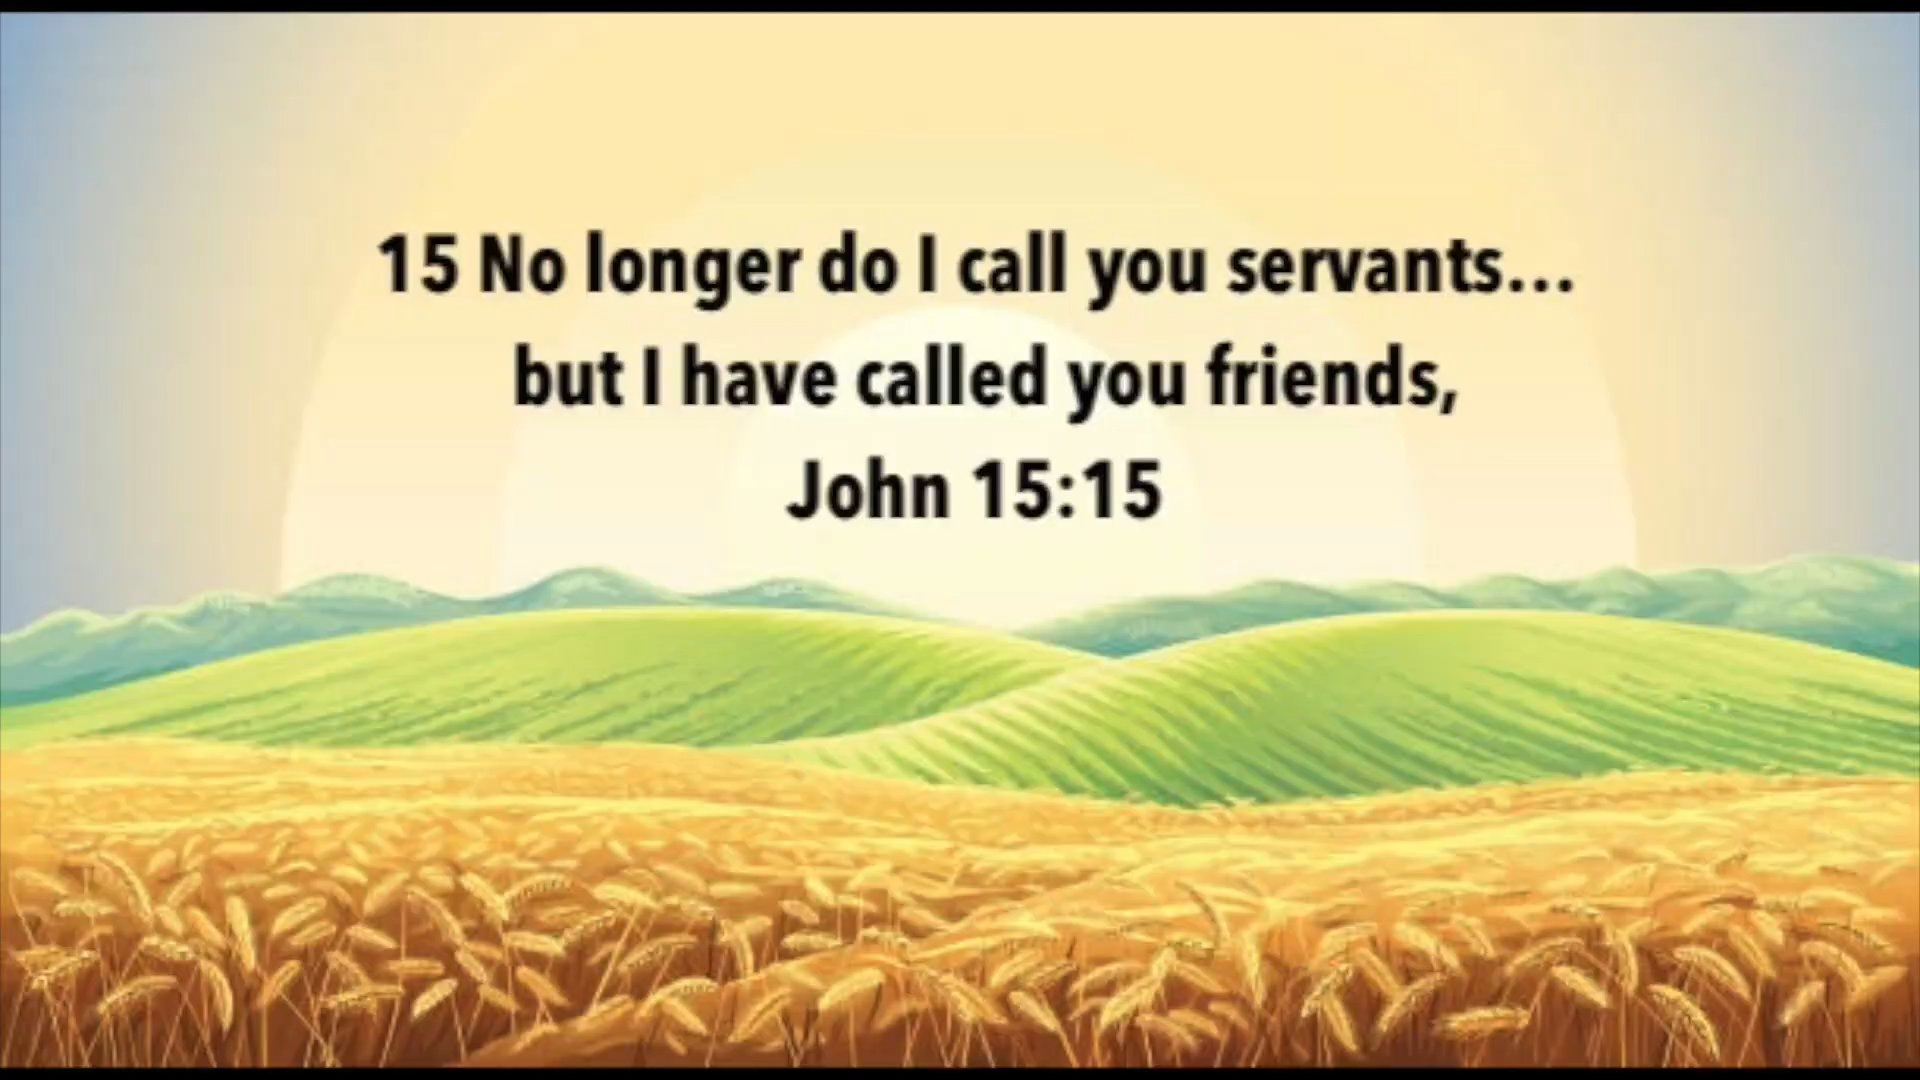 15 No longer do I call you servants...
but I have called you friends,
John 15:15